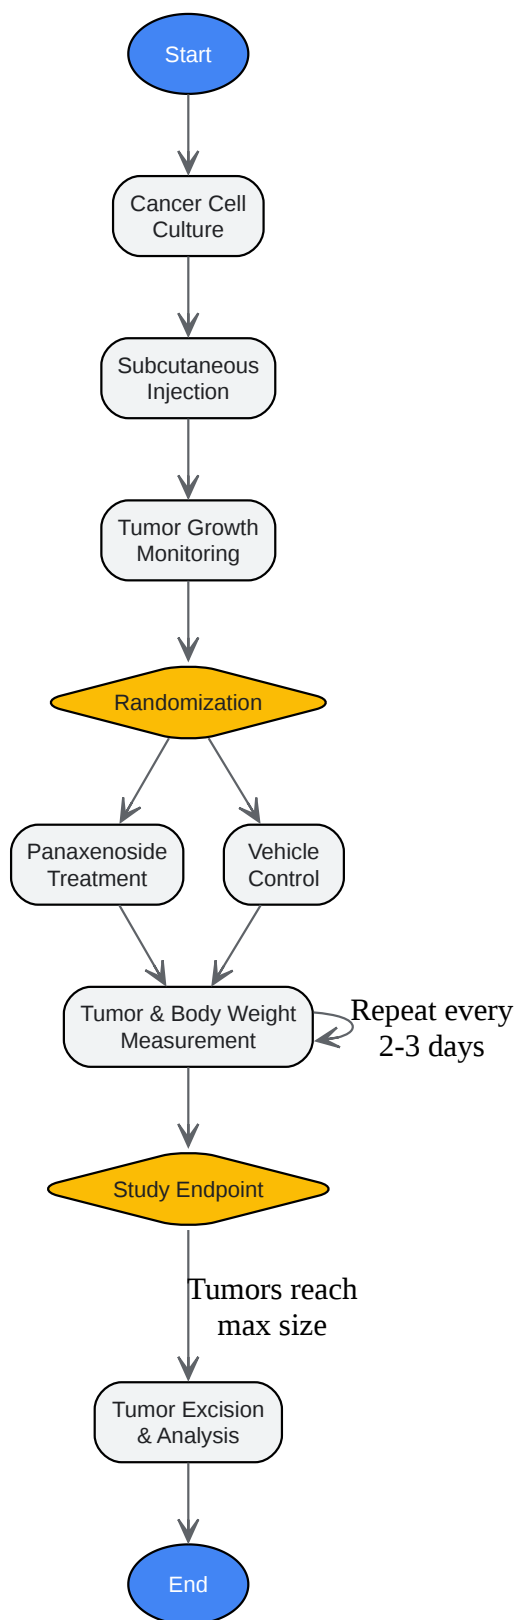 Start
Cancer Cell
Culture
Subcutaneous
Injection
Tumor Growth
Monitoring
Randomization
Panaxenoside
Treatment
Vehicle
Control
Tumor & Body Weight
Measurement
Repeat every
2-3 days
Study Endpoint
Tumors reach
max size
Tumor Excision
& Analysis
End